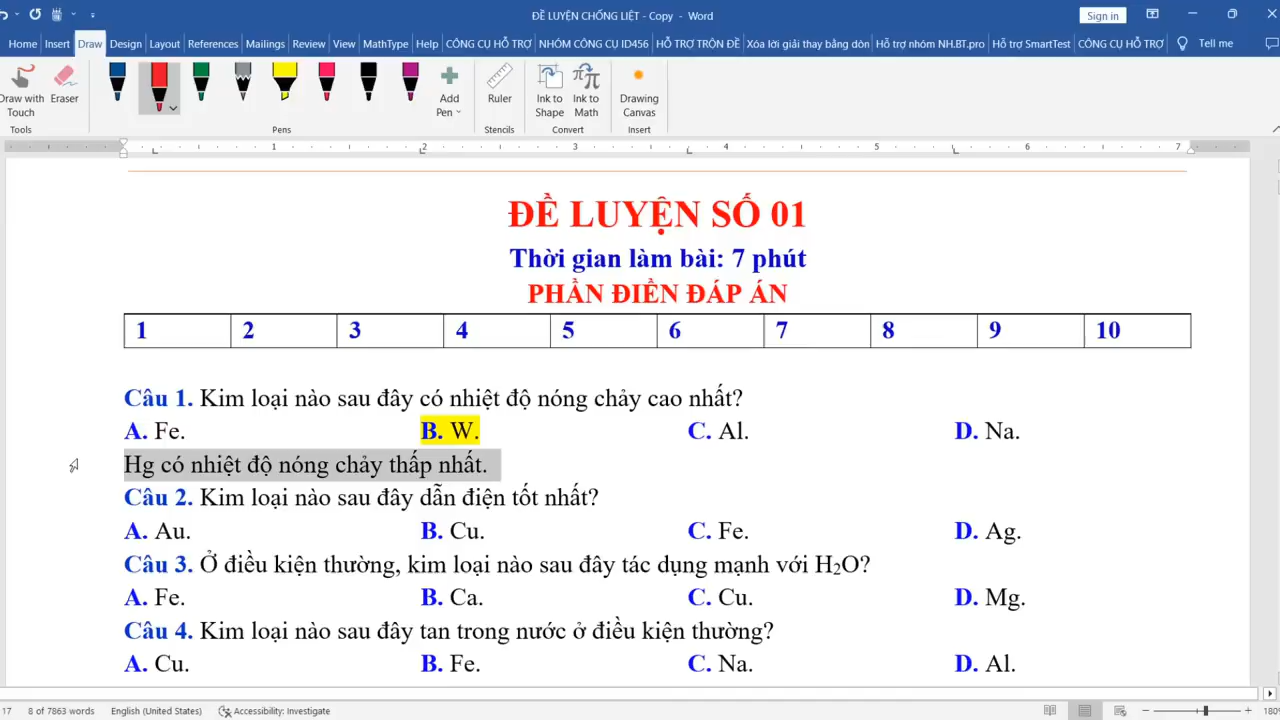 ĐỀ LUYỆN CHỐNG LIỆT - Copy - Word
Sign in
Home Insert Draw Design Layout References Mailings Review View MathType Help CÔNG CỤ HỖ TRỢ NHÓM CÔNG CỤ ID456 HỖ TRỢ TRỘN ĐỀ Xóa lời giải thay bằng dòn Hỗ trợ nhóm NH.BT.pro Hỗ trợ SmartTest CÔNG CỤ HỖ TRỢ Tell me
Draw with Touch
Eraser
Add Pen
Ruler
Ink to Shape
Ink to Math
Drawing Canvas
Tools Pens Stencils Convert Insert
1 2 3 4 5 6 7
ĐỀ LUYỆN SỐ 01
Thời gian làm bài: 7 phút
PHẦN ĐIỀN ĐÁP ÁN
1 2 3 4 5 6 7 8 9 10
Câu 1. Kim loại nào sau đây có nhiệt độ nóng chảy cao nhất?
A. Fe. B. W. C. Al. D. Na.
Hg có nhiệt độ nóng chảy thấp nhất.
Câu 2. Kim loại nào sau đây dẫn điện tốt nhất?
A. Au. B. Cu. C. Fe. D. Ag.
Câu 3. Ở điều kiện thường, kim loại nào sau đây tác dụng mạnh với H₂O?
A. Fe. B. Ca. C. Cu. D. Mg.
Câu 4. Kim loại nào sau đây tan trong nước ở điều kiện thường?
A. Cu. B. Fe. C. Na. D. Al.
17 8 of 7863 words English (United States) Accessibility: Investigate